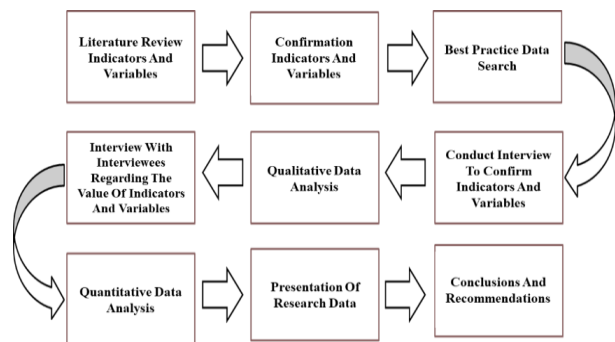 Literature Review
Indicators And
Variables
Confirmation
Indicators And
Variables
Best Practice Data
Search
Conduct Interview
To Confirm
Indicators And
Variables
Qualitative Data
Analysis
Interview With
Interviewees
Regarding The
Value Of Indicators
And Variables
Quantitative Data
Analysis
Presentation Of
Research Data
Conclusions And
Recommendations